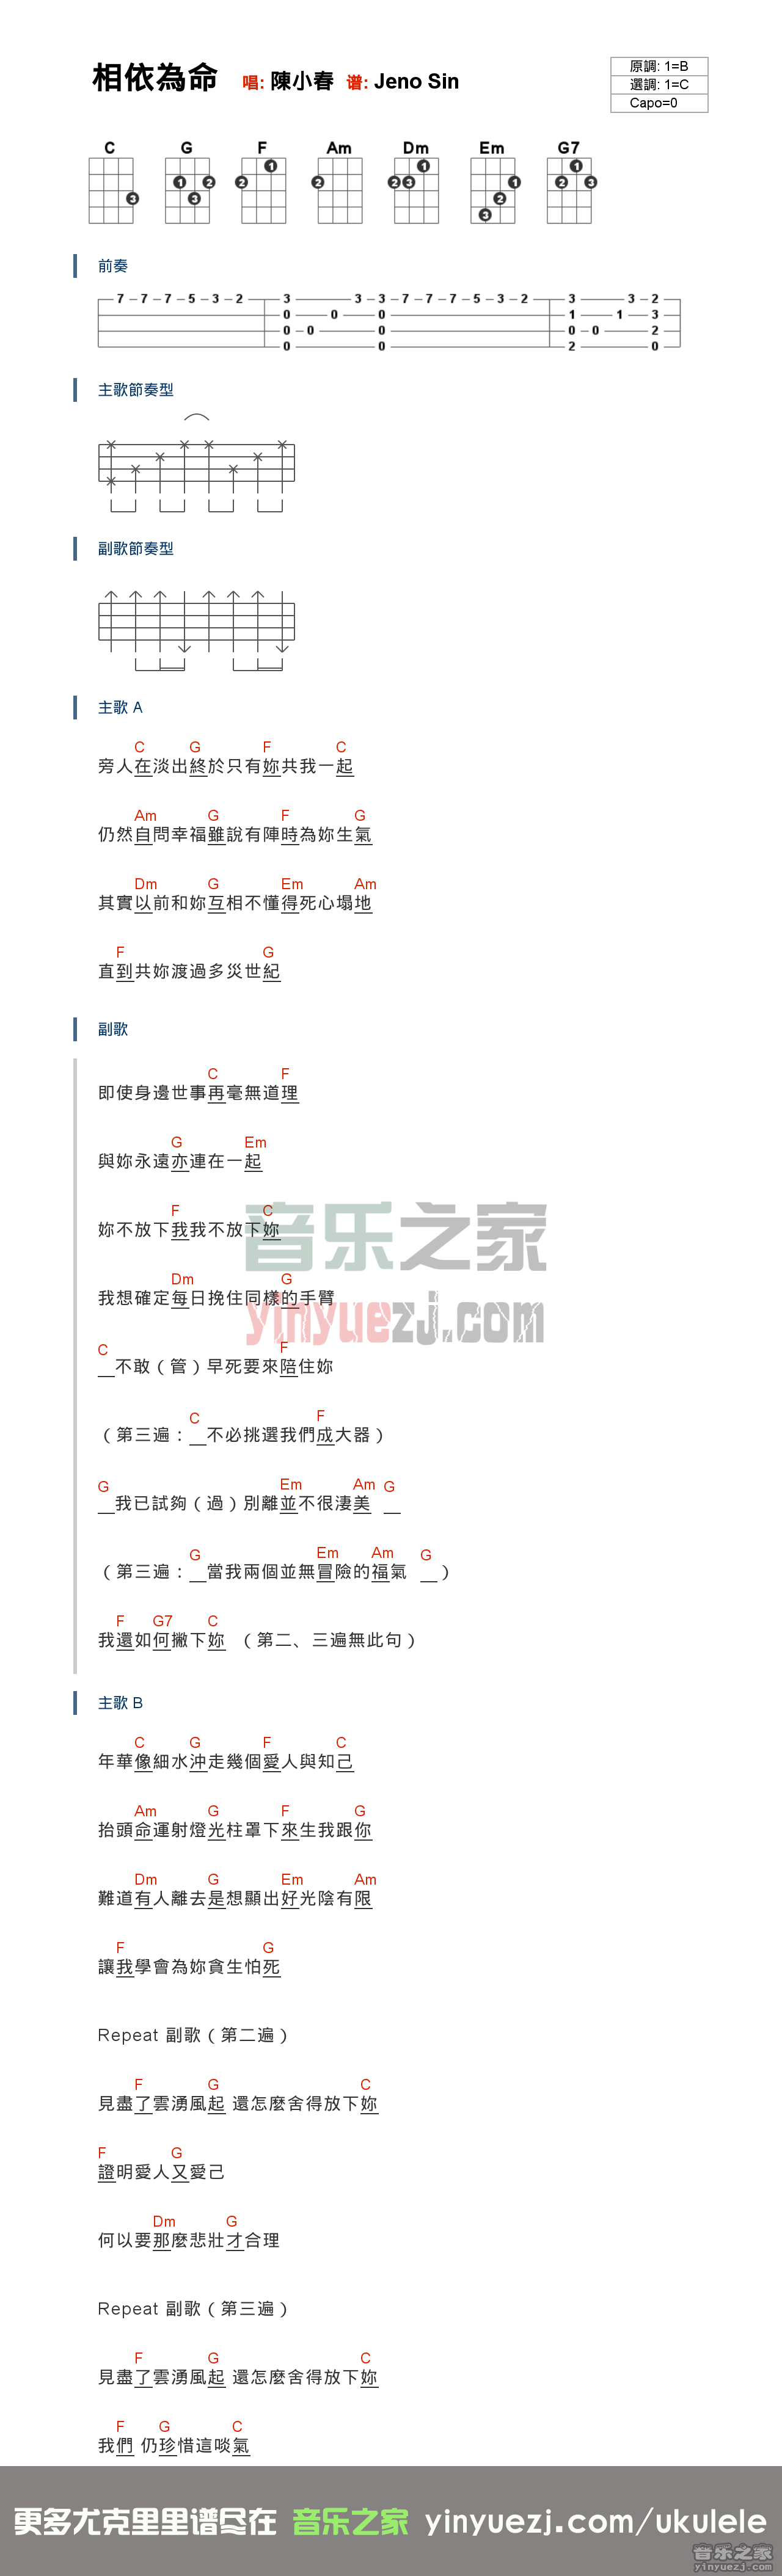 相依為命 唱: 陳小春 谱: Jeno Sin
原調: 1=B
選調: 1=C
Capo=0
C G F Am Dm Em G7
3 1 2 3 2 1 2 2 3 1 1 2 3 2 1 3
前奏
7 7 7 5 3 2 3 3 3 7 7 7 5 3 2 3 3 2
0 0 0 1 1 3
0 0 0 0 0 2
0 0 2 0
主歌節奏型
副歌節奏型
主歌 A
C G F C
旁人在淡出終於只有妳共我一起
Am G F G
仍然自問幸福雖說有陣時為妳生氣
Dm G Em Am
其實以前和妳互相不懂得死心塌地
F G
直到共妳渡過多災世紀
副歌
C F
即使身邊世事再毫無道理
G Em
與妳永遠亦連在一起
F C
妳不放下我我不放下妳
Dm G
我想確定每日挽住同樣的手臂
C F
不敢（管）早死要來陪住妳
C F
（第三遍：不必挑選我們成大器）
G Em Am G
我已試夠（過）別離並不很淒美
G Em Am G
（第三遍：當我兩個並無冒險的福氣 ）
F G7 C
我還如何撇下妳 （第二、三遍無此句）
音乐之家
yinyuezj.com
主歌 B
C G F C
年華像細水沖走幾個愛人與知己
Am G F G
抬頭命運射燈光柱罩下來生我跟你
Dm G Em Am
難道有人離去是想顯出好光陰有限
F G
讓我學會為妳貪生怕死
Repeat 副歌（第二遍）
F G C
見盡了雲湧風起 還怎麼舍得放下妳
F G
證明愛人又愛己
Dm G
何以要那麼悲壯才合理
Repeat 副歌（第三遍）
F G C
見盡了雲湧風起 還怎麼舍得放下妳
F G C
我們 仍珍惜這啖氣
更多尤克里里谱尽在 音乐之家 yinyuezj.com/ukulele
音乐之家
yinyuezj.com